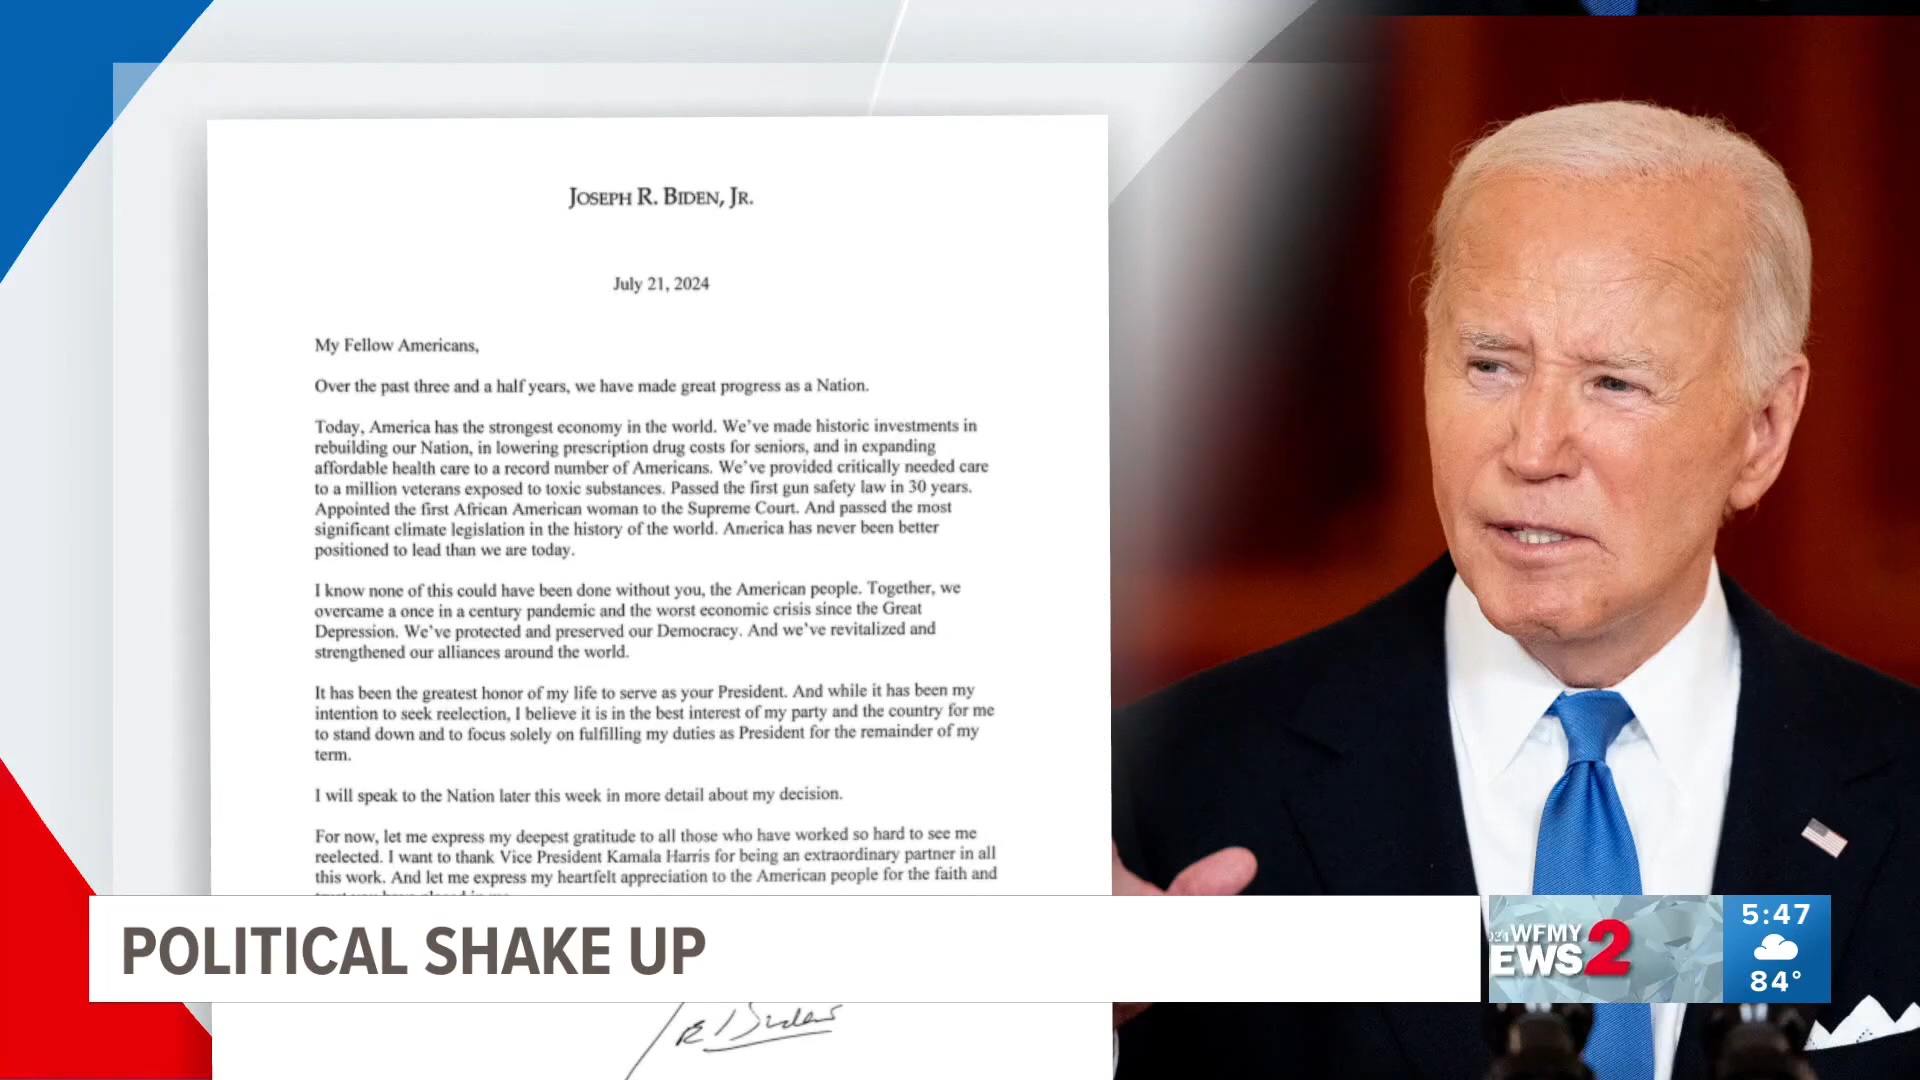 JOSEPH R. BIDEN, JR.
July 21, 2024
My Fellow Americans,
Over the past three and a half years, we have made great progress as a Nation.
Today, America has the strongest economy in the world. We've made historic investments in
rebuilding our Nation, in lowering prescription drug costs for seniors, and in expanding
affordable health care to a record number of Americans. We've provided critically needed care
to a million veterans exposed to toxic substances. Passed the first gun safety law in 30 years.
Appointed the first African American woman to the Supreme Court. And passed the most
significant climate legislation in the history of the world. America has never been better
positioned to lead than we are today.
I know none of this could have been done without you, the American people. Together, we
overcame a once in a century pandemic and the worst economic crisis since the Great
Depression. We've protected and preserved our Democracy. And we've revitalized and
strengthened our alliances around the world.
It has been the greatest honor of my life to serve as your President. And while it has been my
intention to seek reelection, I believe it is in the best interest of my party and the country for me
to stand down and to focus solely on fulfilling my duties as President for the remainder of my
term.
I will speak to the Nation later this week in more detail about my decision.
For now, let me express my deepest gratitude to all those who have worked so hard to see me
reelected. I want to thank Vice President Kamala Harris for being an extraordinary partner in all
this work. And let me express my heartfelt appreciation to the American people for the faith and
POLITICAL SHAKE UP
WFMY
EWS 2
5:47
84°